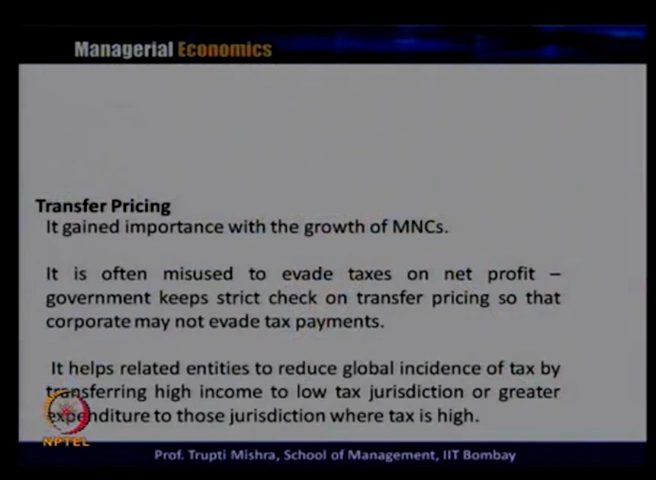 Managerial Economics
Transfer Pricing
It gained importance with the growth of MNCs.
It is often misused to evade taxes on net profit –
government keeps strict check on transfer pricing so that
corporate may not evade tax payments.
It helps related entities to reduce global incidence of tax by
transferring high income to low tax jurisdiction or greater
expenditure to those jurisdiction where tax is high.
NPTEL
Prof. Trupti Mishra, School of Management, IIT Bombay